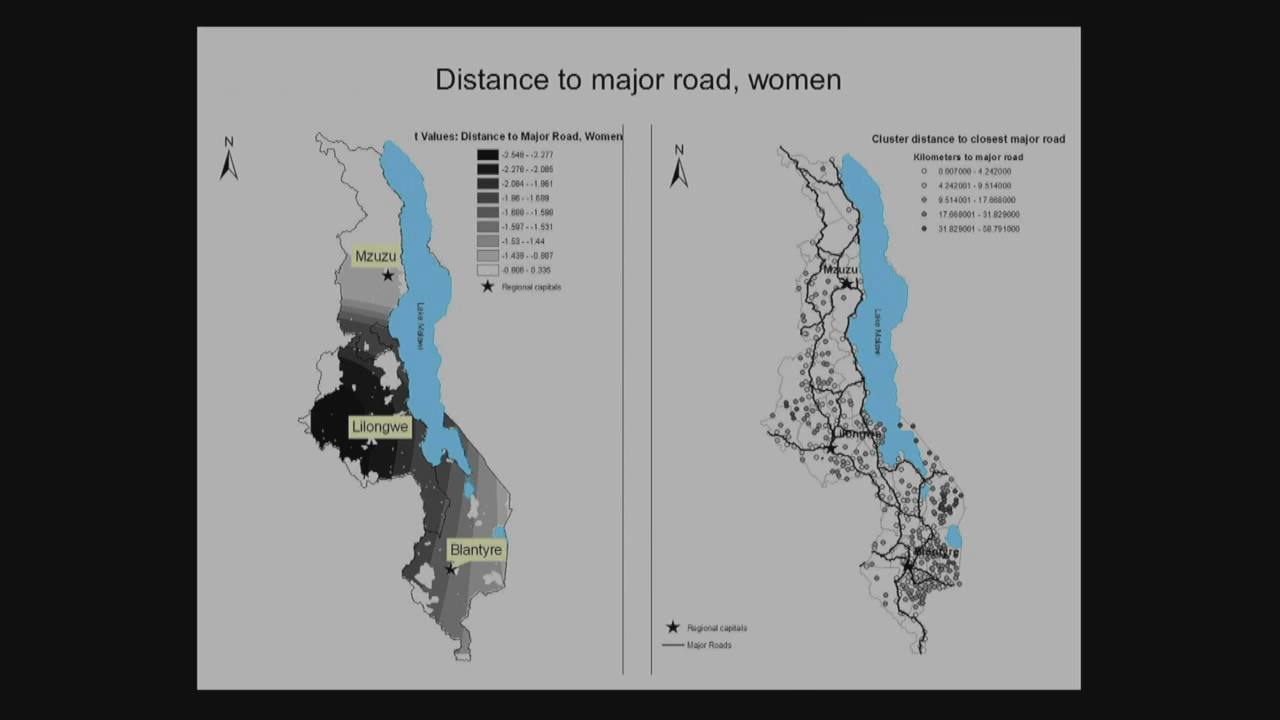 Distance to major road, women
N
t Values: Distance to Major Road, Women
-2.548 - -2.277
-2.276 - -2.085
-2.084 - -1.961
-1.96 - -1.689
-1.688 - -1.598
-1.597 - -1.531
-1.53 - -1.44
-1.439 - -0.807
-0.806 - 0.336
Regional capitals
Mzuzu
Lake Malawi
Lilongwe
Blantyre
N
Cluster distance to closest major road
Kilometers to major road
0.007000 - 4.242000
4.242001 - 9.514000
9.514001 - 17.668000
17.668001 - 31.829000
31.829001 - 58.791000
Mzuzu
Lake Malawi
Lilongwe
Blantyre
Regional capitals
Major Roads